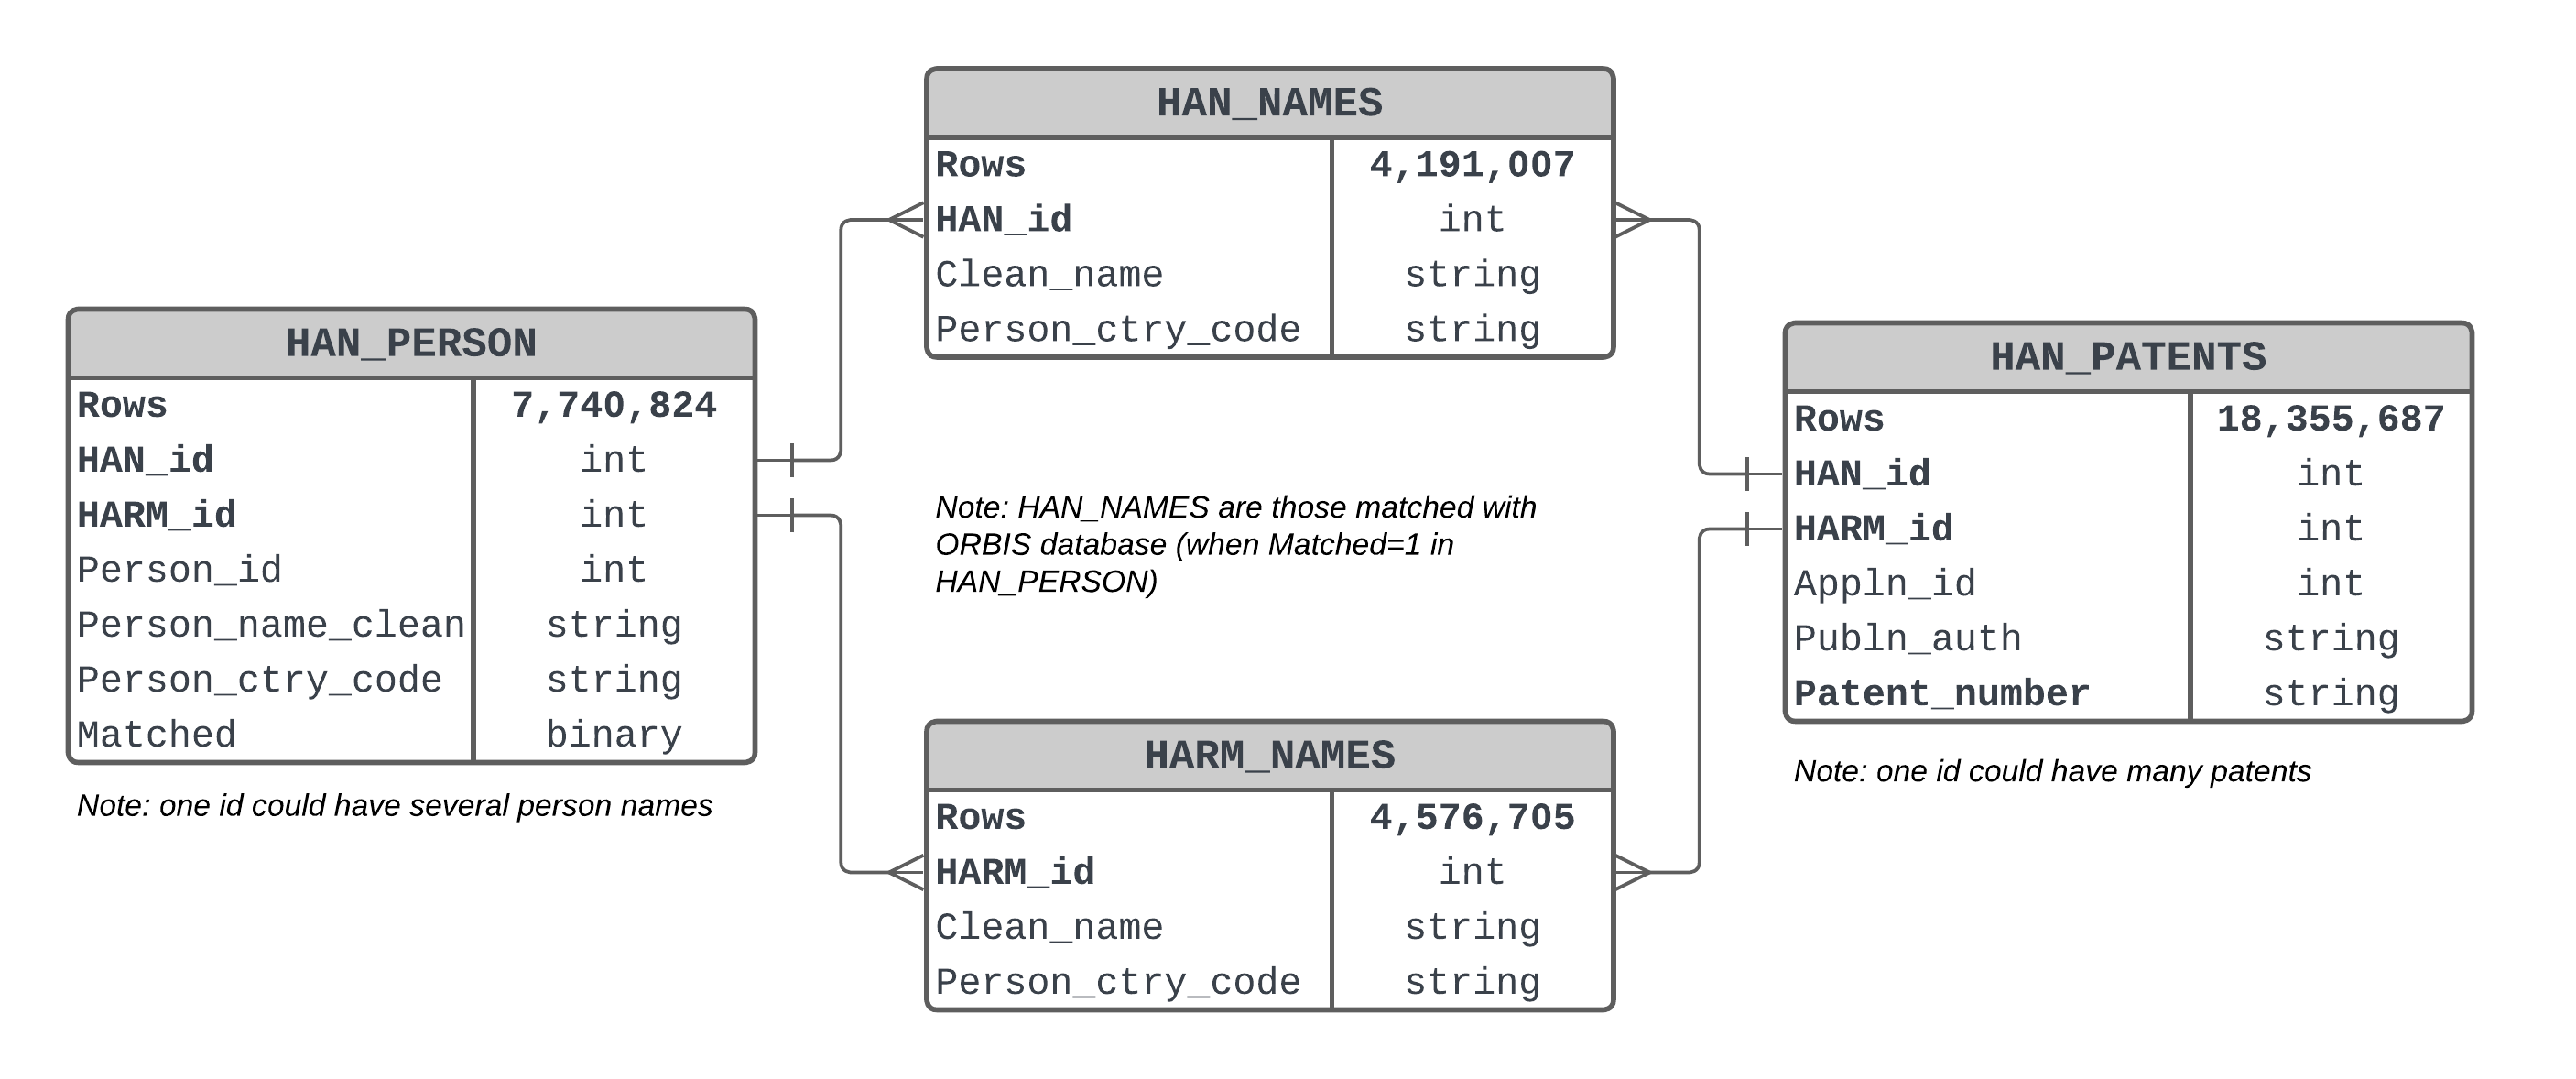 HAN_NAMES
Rows 4,191,007
HAN_id int
Clean_name string
Person_ctry_code string
HAN_PERSON
Rows 7,740,824
HAN_id int
HARM_id int
Person_id int
Person_name_clean string
Person_ctry_code string
Matched binary
Note: one id could have several person names
Note: HAN_NAMES are those matched with
ORBIS database (when Matched=1 in
HAN_PERSON)
HAN_PATENTS
Rows 18,355,687
HAN_id int
HARM_id int
Appln_id int
Publn_auth string
Patent_number string
Note: one id could have many patents
HARM_NAMES
Rows 4,576,705
HARM_id int
Clean_name string
Person_ctry_code string